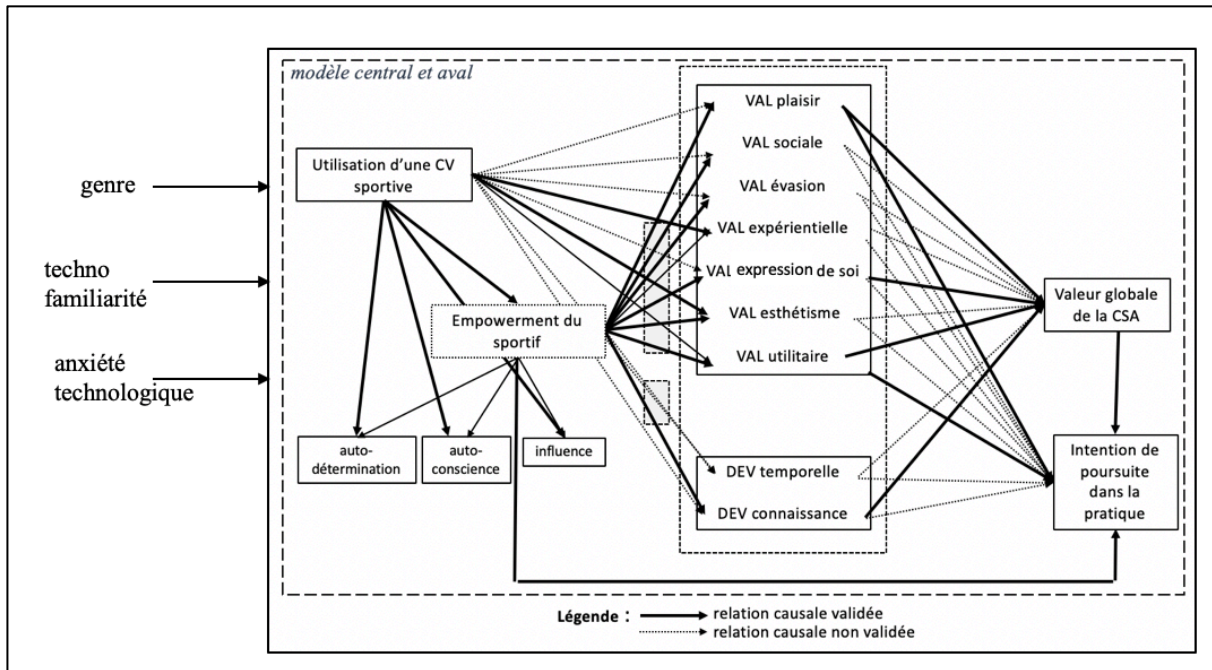 modèle central et aval
genre
techno
familiarité
anxiété
technologique
Utilisation d'une CV
sportive
Empowerment du
sportif
auto-
détermination
auto-
conscience
influence
VAL plaisir
VAL sociale
VAL évasion
VAL expérientielle
VAL expression de soi
VAL esthétisme
VAL utilitaire
DEV temporelle
DEV connaissance
Valeur globale
de la CSA
Intention de
poursuite
dans la
pratique
Légende : relation causale validée
relation causale non validée